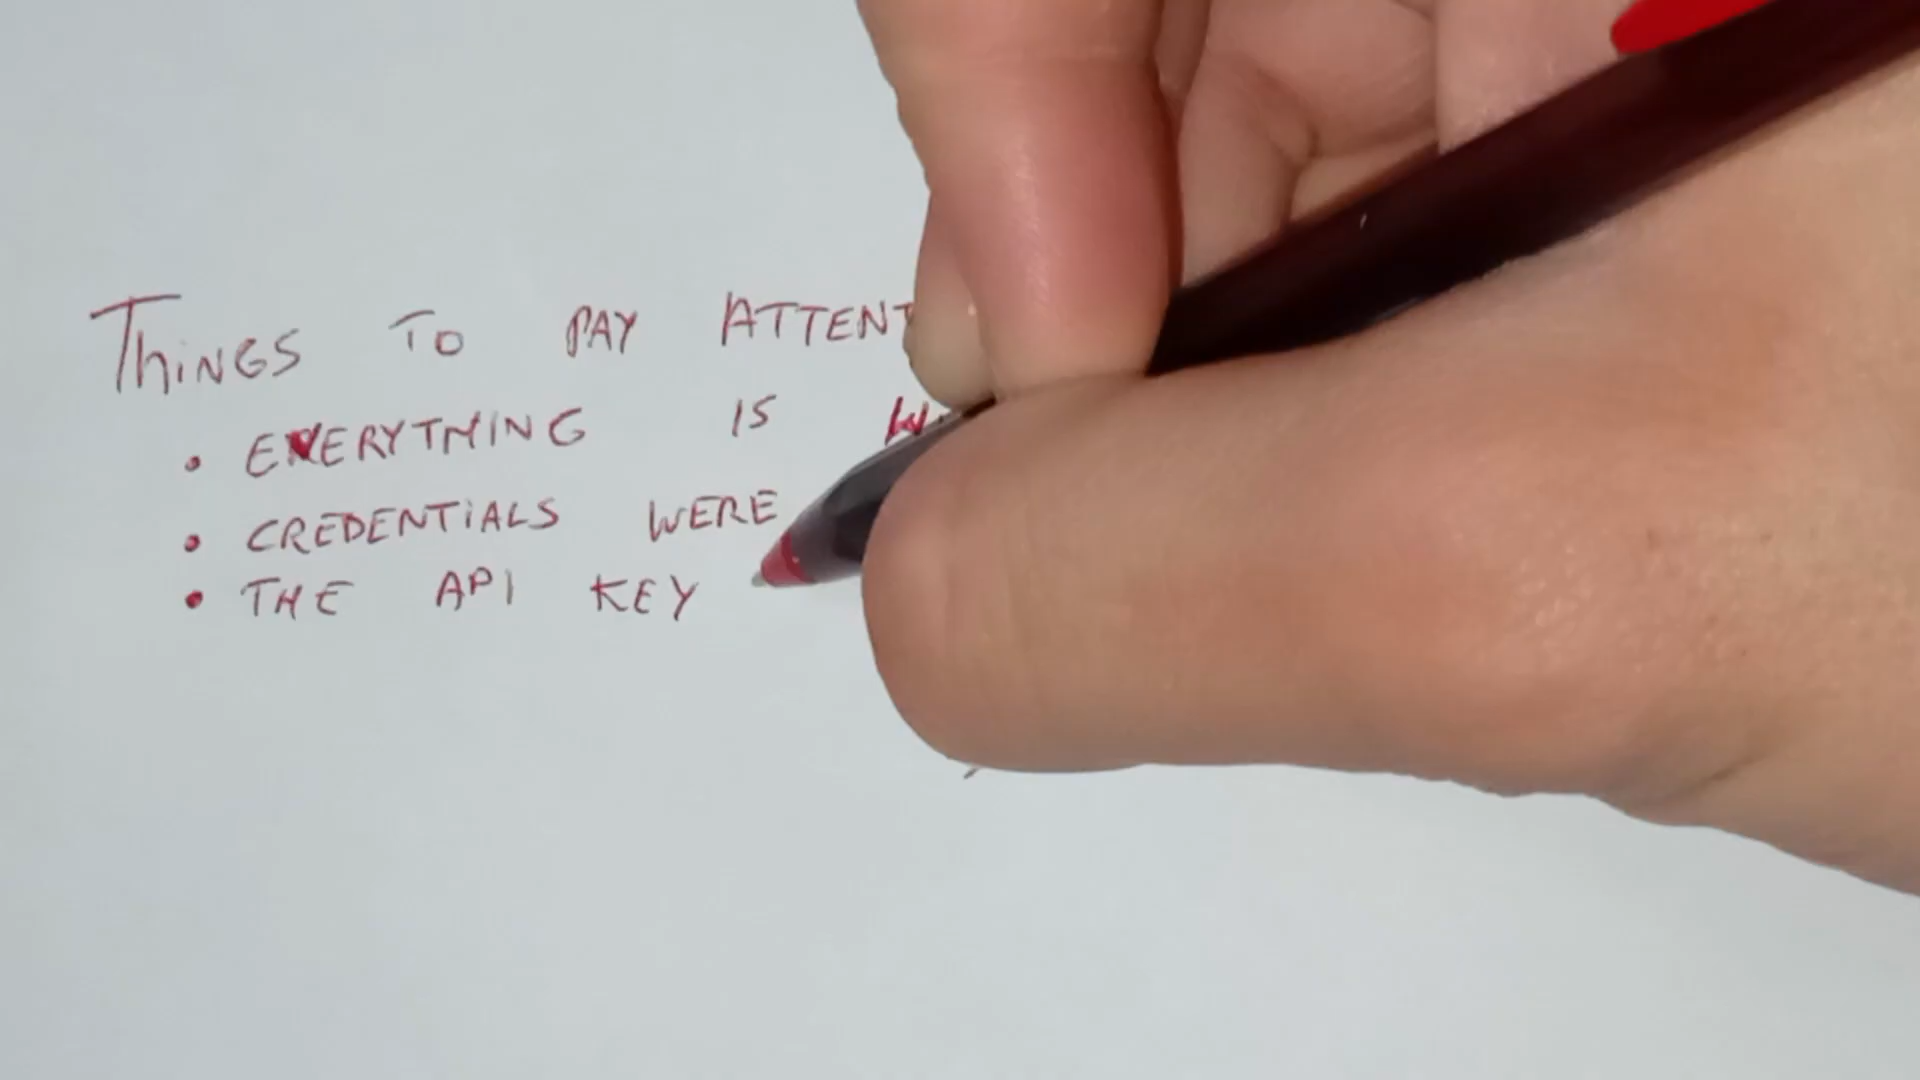 Things TO PAY ATTENT
• EVERYTHING IS
• CREDENTIALS WERE
• THE API KEY